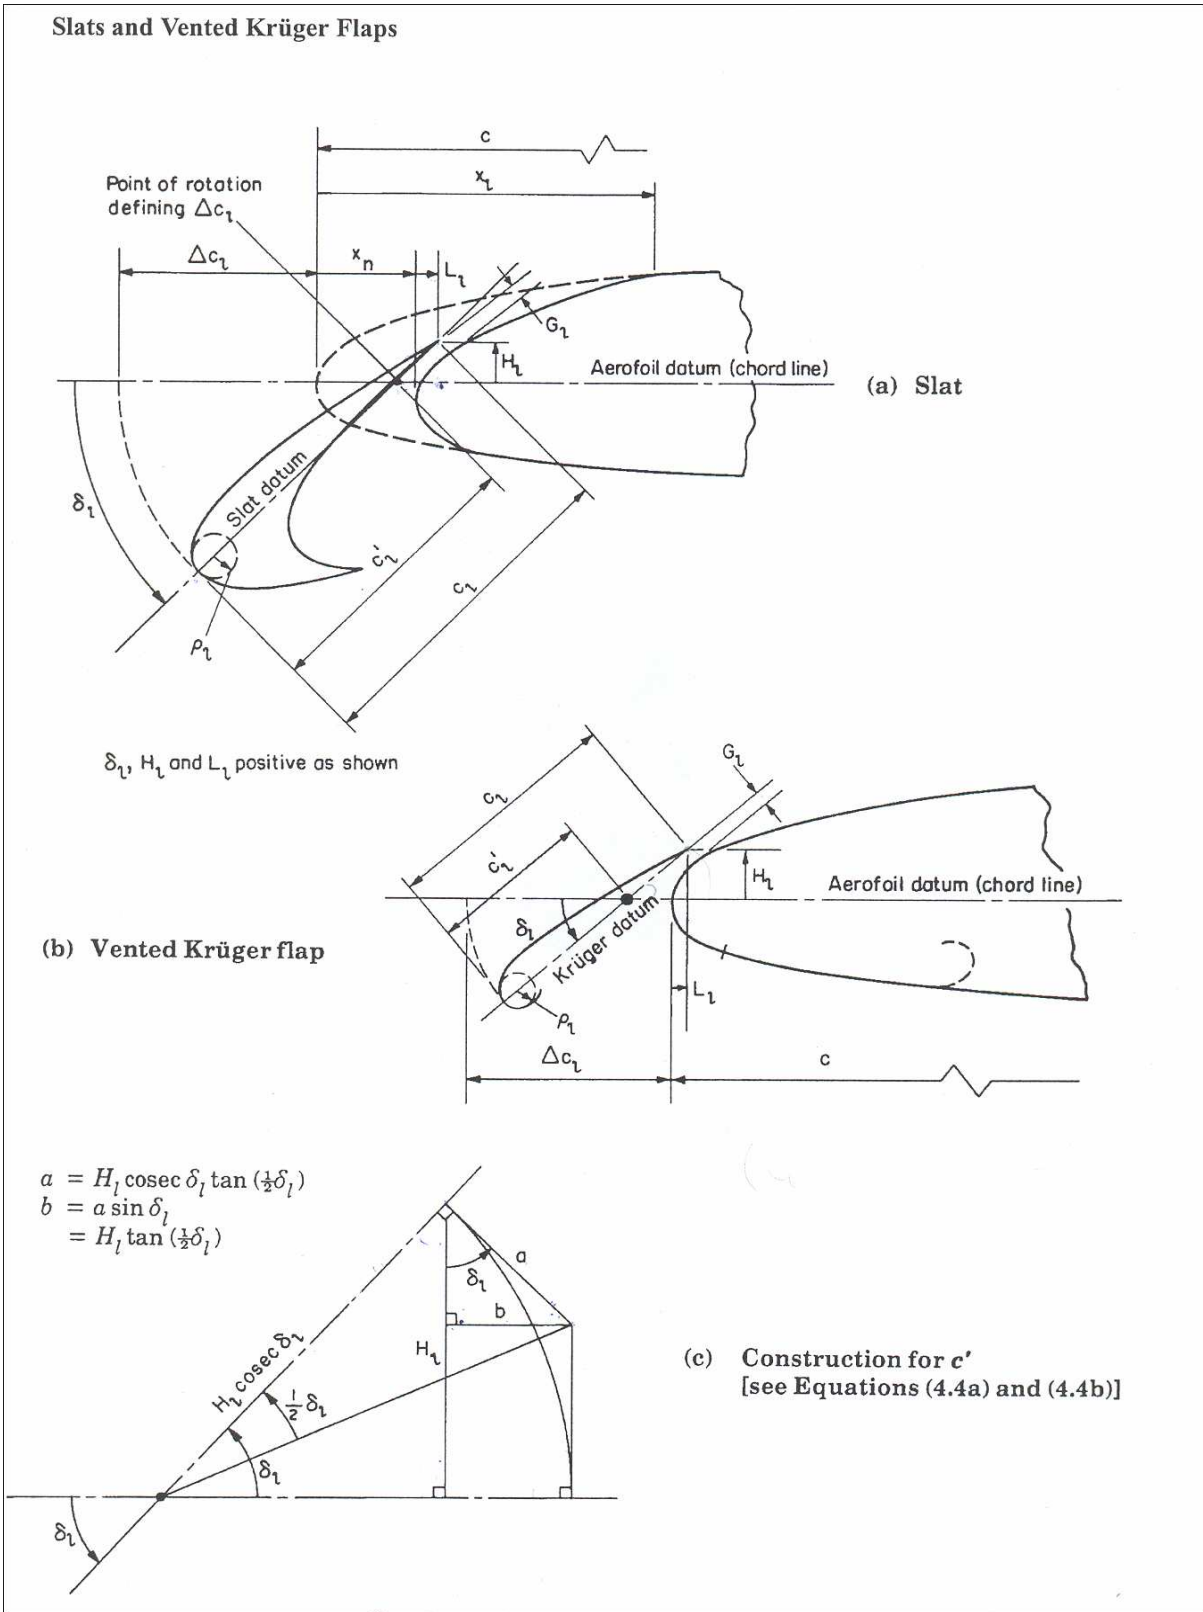 Slats and Vented Krüger Flaps
c
x_l
Point of rotation
defining Δc_l
Δc_l
x_n
L_l
G_l
H_l
Aerofoil datum (chord line)
(a) Slat
δ_l
Slat datum
c'_l
c_l
ρ_l
δ_l, H_l and L_l positive as shown
G_l
c_l
c'_l
H_l
Aerofoil datum (chord line)
δ_l
(b) Vented Krüger flap
Krüger datum
L_l
ρ_l
Δc_l
c
a = H_l cosec δ_l tan (½δ_l)
b = a sin δ_l
= H_l tan (½δ_l)
a
δ_l
b
H_l
H_l cosec δ_l
(c) Construction for c'
[see Equations (4.4a) and (4.4b)]
½ δ_l
δ_l
δ_l